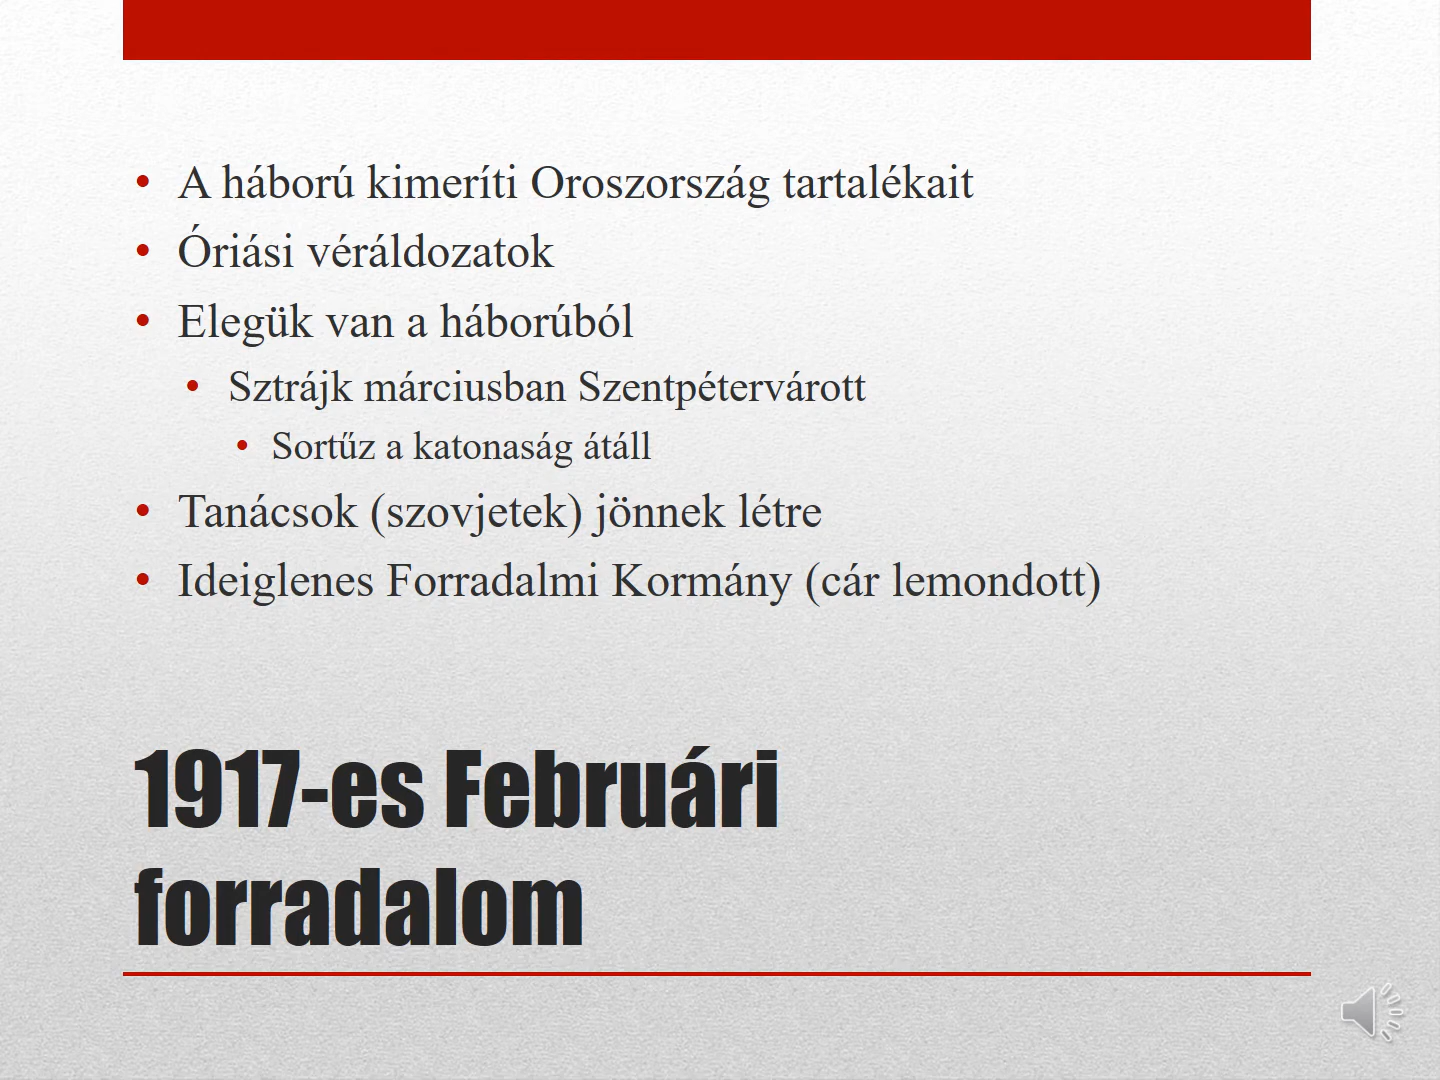 • A háború kimeríti Oroszország tartalékait
• Óriási véráldozatok
• Elegük van a háborúból
• Sztrájk márciusban Szentpétervárott
• Sortűz a katonaság átáll
• Tanácsok (szovjetek) jönnek létre
• Ideiglenes Forradalmi Kormány (cár lemondott)
1917-es Februári
forradalom